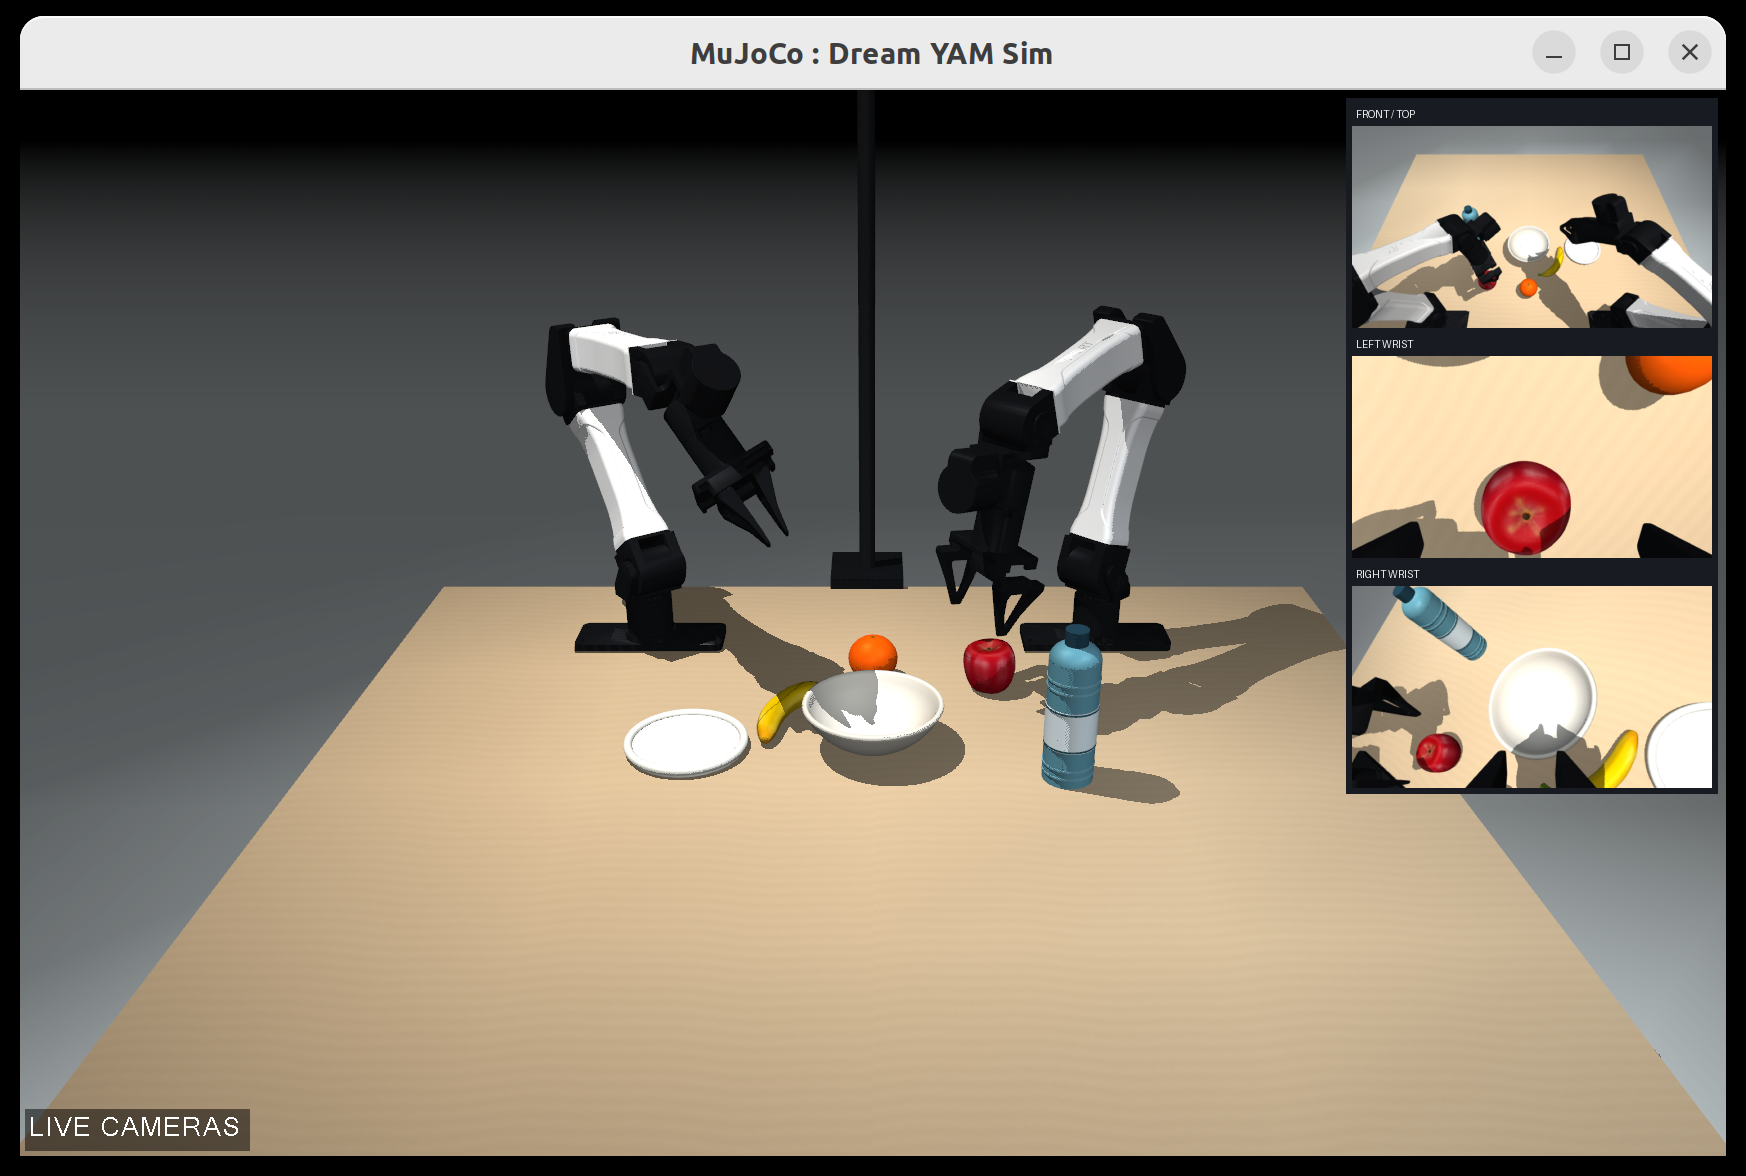 MuJoCo : Dream YAM Sim
FRONT / TOP
LEFT WRIST
RIGHT WRIST
LIVE CAMERAS